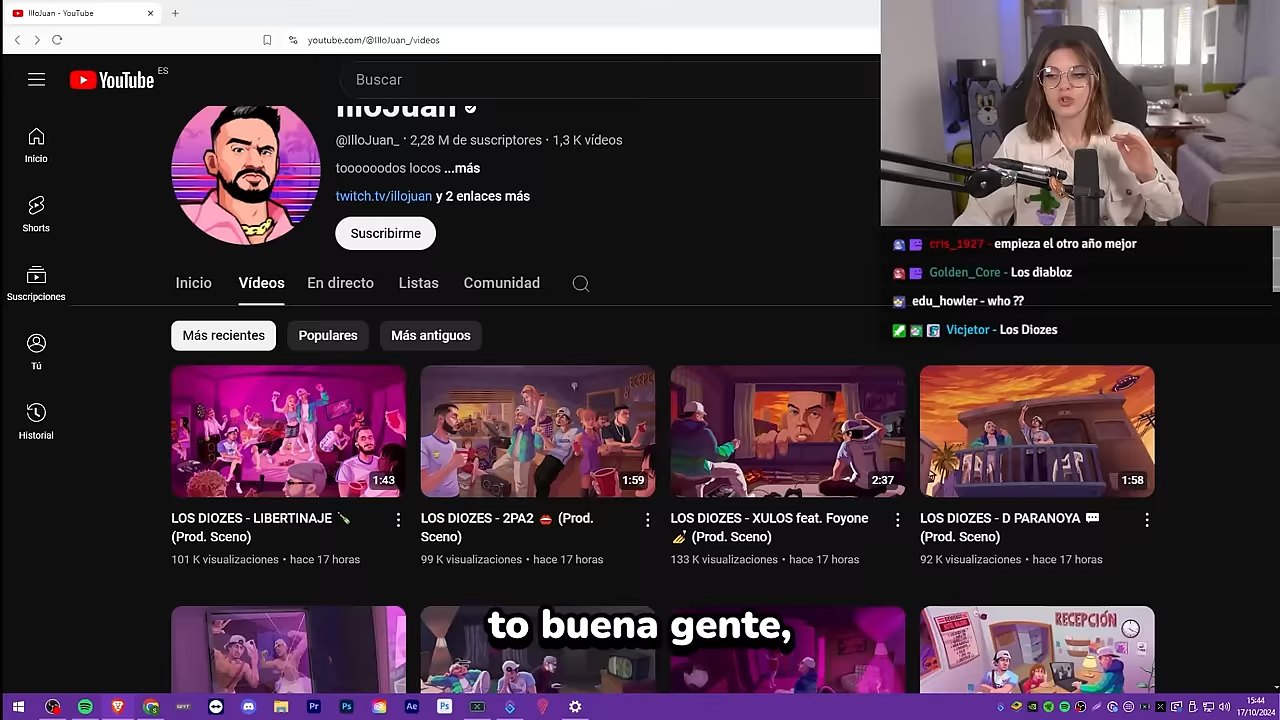 IlloJuan - YouTube
youtube.com/@IlloJuan_/videos
YouTube ES
Buscar
IlloJuan
@IlloJuan_ · 2,28 M de suscriptores · 1,3 K vídeos
toooooodos locos ...más
twitch.tv/illojuan y 2 enlaces más
Suscribirme
Inicio
Shorts
Suscripciones
Tú
Historial
Inicio Vídeos En directo Listas Comunidad
Más recientes Populares Más antiguos
cris_1927 - empieza el otro año mejor
Golden_Core - Los diabloz
edu_howler - who ??
Vicjetor - Los Diozes
1:43
LOS DIOZES - LIBERTINAJE
(Prod. Sceno)
101 K visualizaciones • hace 17 horas
1:59
LOS DIOZES - 2PA2 (Prod.
Sceno)
99 K visualizaciones • hace 17 horas
2:37
LOS DIOZES - XULOS feat. Foyone
(Prod. Sceno)
133 K visualizaciones • hace 17 horas
1:58
LOS DIOZES - D PARANOYA
(Prod. Sceno)
92 K visualizaciones • hace 17 horas
RECEPCIÓN
to buena gente,
Pr
Ps
Ae
Ps
15:44
17/10/2024